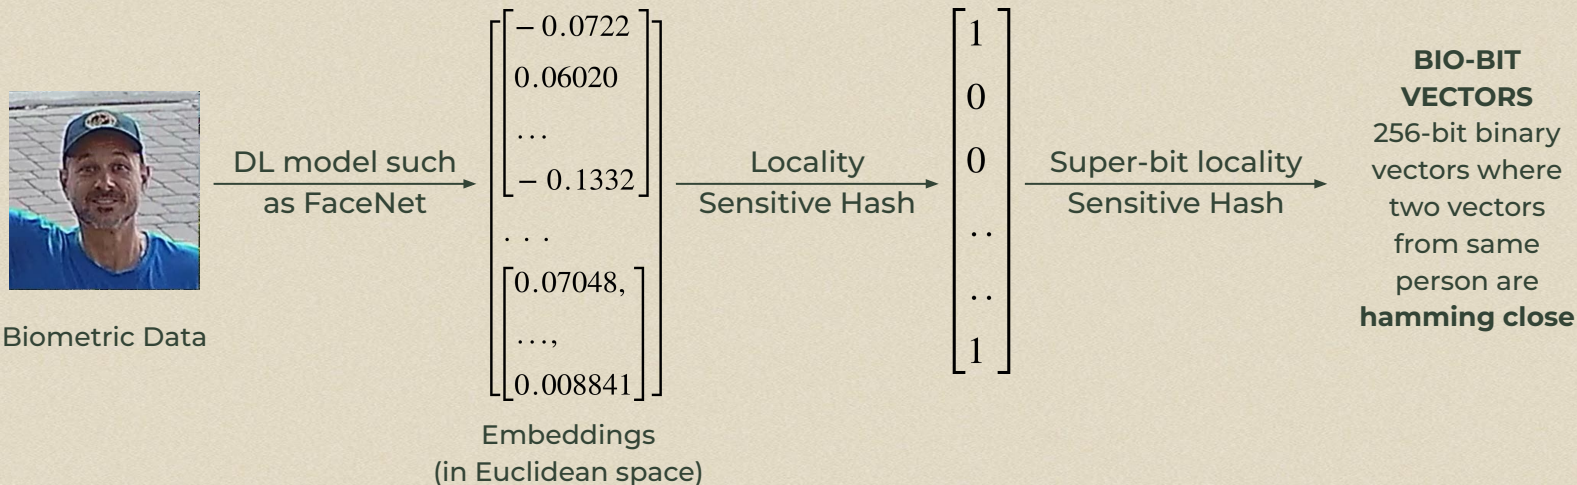 Biometric Data
DL model such
as FaceNet
− 0.0722
0.06020
...
− 0.1332
. . .
0.07048,
...,
0.008841
Embeddings
(in Euclidean space)
Locality
Sensitive Hash
1
0
0
. .
. .
1
Super-bit locality
Sensitive Hash
BIO-BIT
VECTORS
256-bit binary
vectors where
two vectors
from same
person are
hamming close